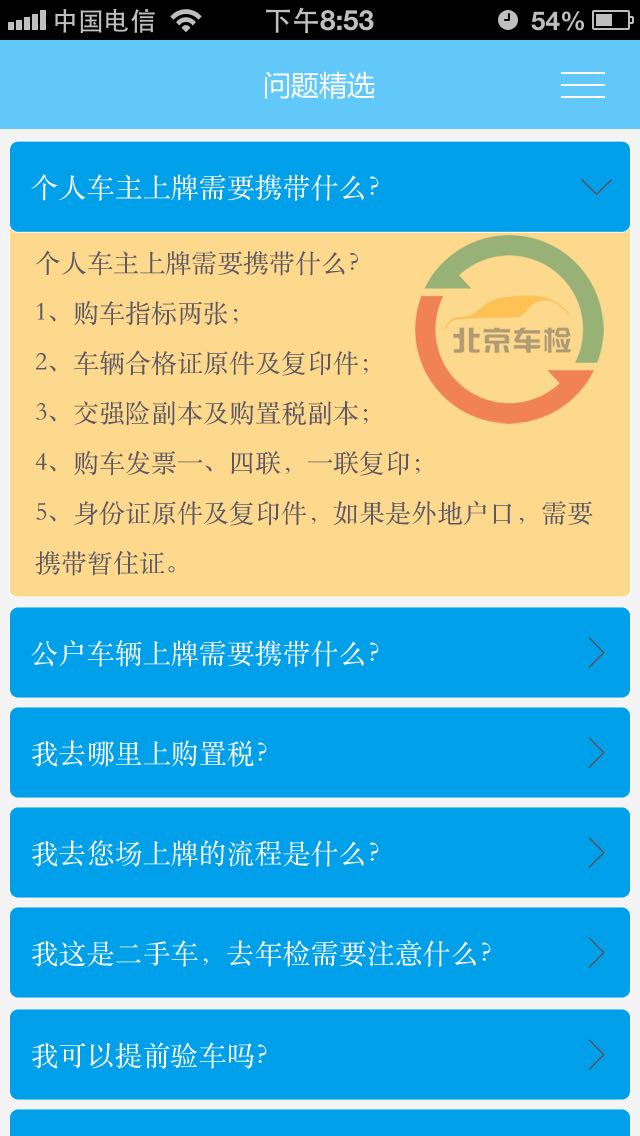 中国电信 下午8:53 54%
问题精选
个人车主上牌需要携带什么?
个人车主上牌需要携带什么?
1、购车指标两张;
2、车辆合格证原件及复印件;
3、交强险副本及购置税副本;
4、购车发票一、四联，一联复印;
5、身份证原件及复印件，如果是外地户口，需要
携带暂住证。
北京车检
公户车辆上牌需要携带什么?
我去哪里上购置税?
我去您场上牌的流程是什么?
我这是二手车，去年检需要注意什么?
我可以提前验车吗?